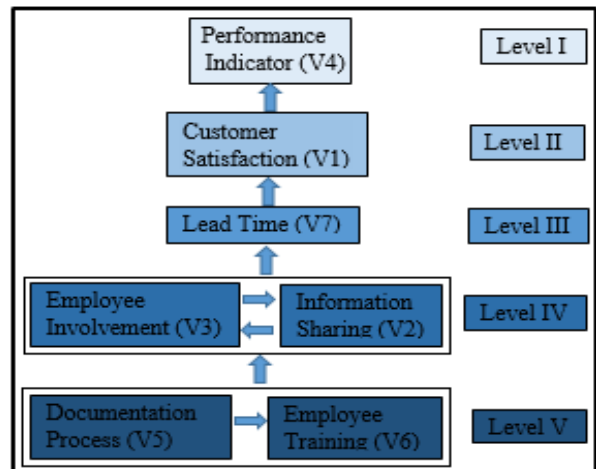 Performance
Indicator (V4)
Level I
Customer
Satisfaction (V1)
Level II
Lead Time (V7)
Level III
Employee
Involvement (V3)
Information
Sharing (V2)
Level IV
Documentation
Process (V5)
Employee
Training (V6)
Level V